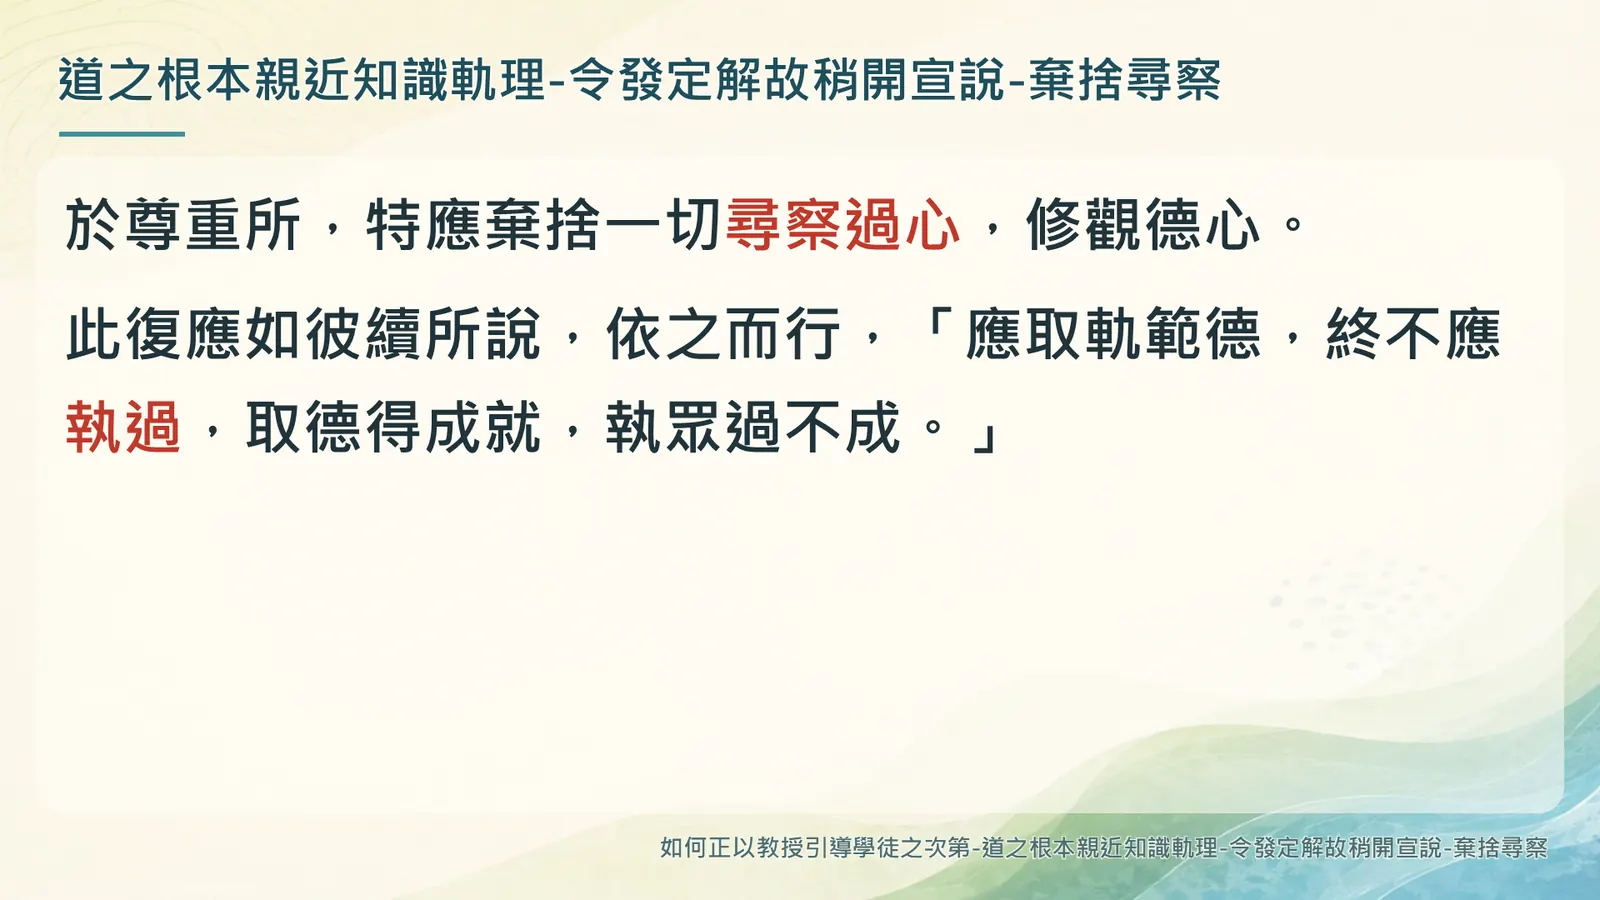 道之根本親近知識軌理-令發定解故稍開宣說-棄捨尋察
於尊重所，特應棄捨一切尋察過心，修觀德心。
此復應如彼續所說，依之而行，「應取軌範德，終不應
執過，取德得成就，執眾過不成。」
如何正以教授引導學徒之次第-道之根本親近知識軌理-令發定解故稍開宣說-棄捨尋察